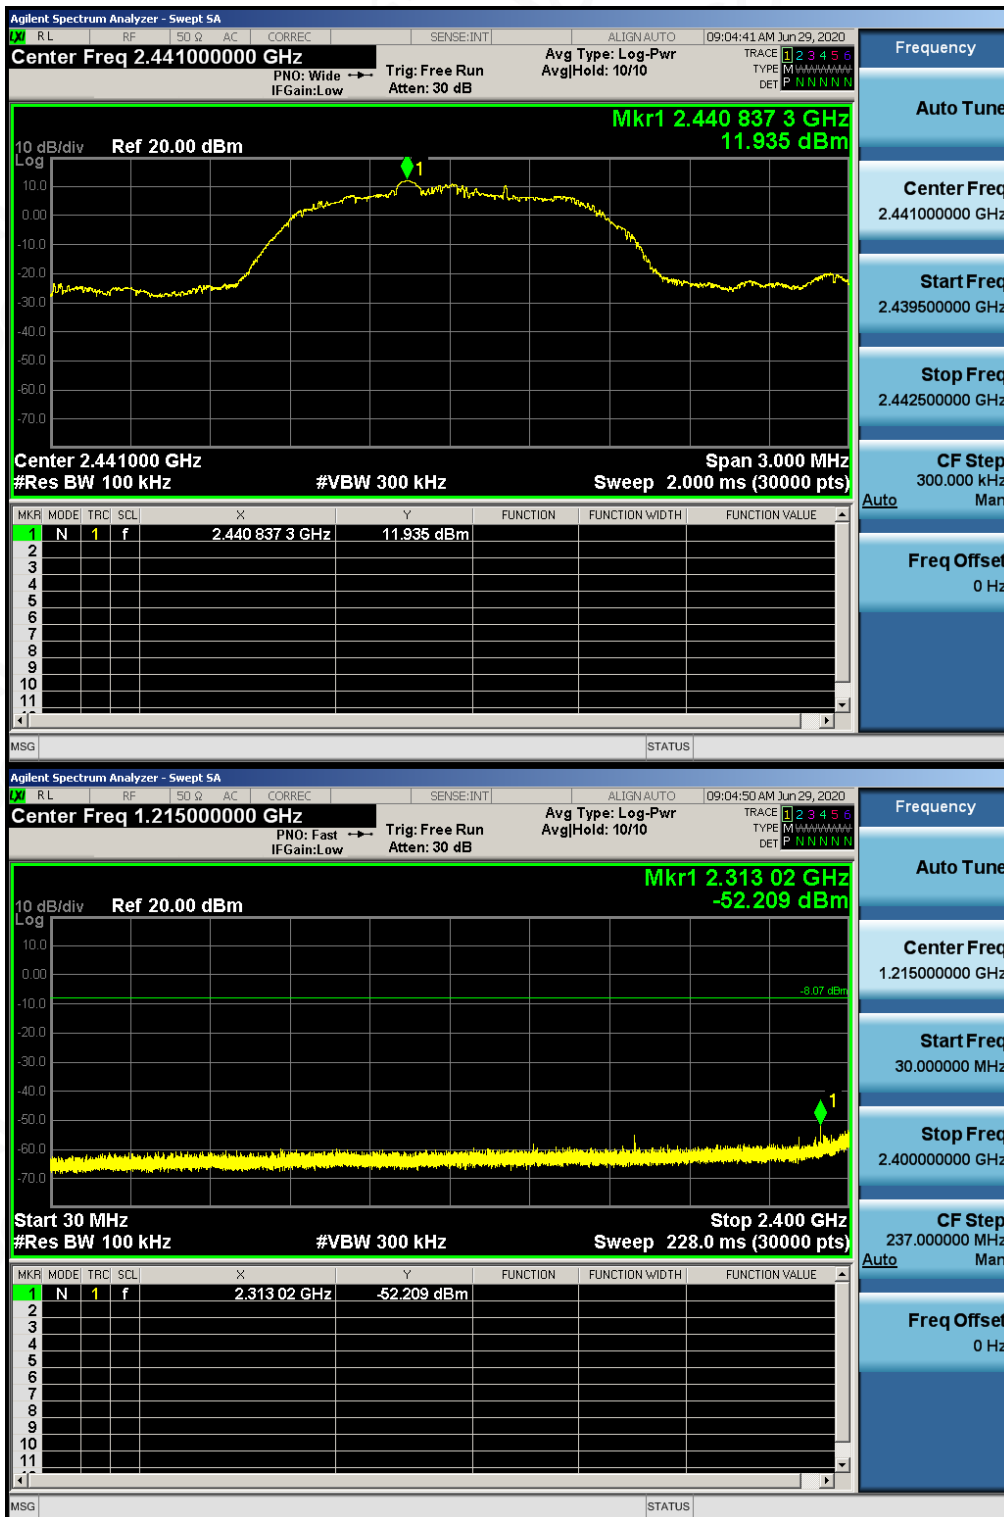 Agilent Spectrum Analyzer - Swept SA
LXI RL RF 50 Ω AC CORREC SENSE:INT ALIGN AUTO 09:04:41 AM Jun 29, 2020
Center Freq 2.441000000 GHz
PNO: Wide
IFGain:Low
Trig: Free Run
Atten: 30 dB
Avg Type: Log-Pwr
Avg|Hold: 10/10
TRACE 1 2 3 4 5 6
TYPE M
DET P N N N N N
Frequency
Auto Tune
Center Freq
2.441000000 GHz
Start Freq
2.439500000 GHz
Stop Freq
2.442500000 GHz
CF Step
300.000 kHz
Auto Man
Freq Offset
0 Hz
Mkr1 2.440 837 3 GHz
11.935 dBm
10 dB/div Ref 20.00 dBm
Log
1
10.0
0.00
-10.0
-20.0
-30.0
-40.0
-50.0
-60.0
-70.0
Center 2.441000 GHz Span 3.000 MHz
#Res BW 100 kHz #VBW 300 kHz Sweep 2.000 ms (30000 pts)
MKR MODE TRC SCL X Y FUNCTION FUNCTION WIDTH FUNCTION VALUE
1 N 1 f 2.440 837 3 GHz 11.935 dBm
2
3
4
5
6
7
8
9
10
11
MSG STATUS
Agilent Spectrum Analyzer - Swept SA
LXI RL RF 50 Ω AC CORREC SENSE:INT ALIGN AUTO 09:04:50 AM Jun 29, 2020
Center Freq 1.215000000 GHz
PNO: Fast
IFGain:Low
Trig: Free Run
Atten: 30 dB
Avg Type: Log-Pwr
Avg|Hold: 10/10
TRACE 1 2 3 4 5 6
TYPE M
DET P N N N N N
Frequency
Auto Tune
Center Freq
1.215000000 GHz
Start Freq
30.000000 MHz
Stop Freq
2.400000000 GHz
CF Step
237.000000 MHz
Auto Man
Freq Offset
0 Hz
Mkr1 2.313 02 GHz
-52.209 dBm
10 dB/div Ref 20.00 dBm
Log
10.0
0.00
-8.07 dBm
-10.0
-20.0
-30.0
-40.0
1
-50.0
-60.0
-70.0
Start 30 MHz Stop 2.400 GHz
#Res BW 100 kHz #VBW 300 kHz Sweep 228.0 ms (30000 pts)
MKR MODE TRC SCL X Y FUNCTION FUNCTION WIDTH FUNCTION VALUE
1 N 1 f 2.313 02 GHz -52.209 dBm
2
3
4
5
6
7
8
9
10
11
MSG STATUS